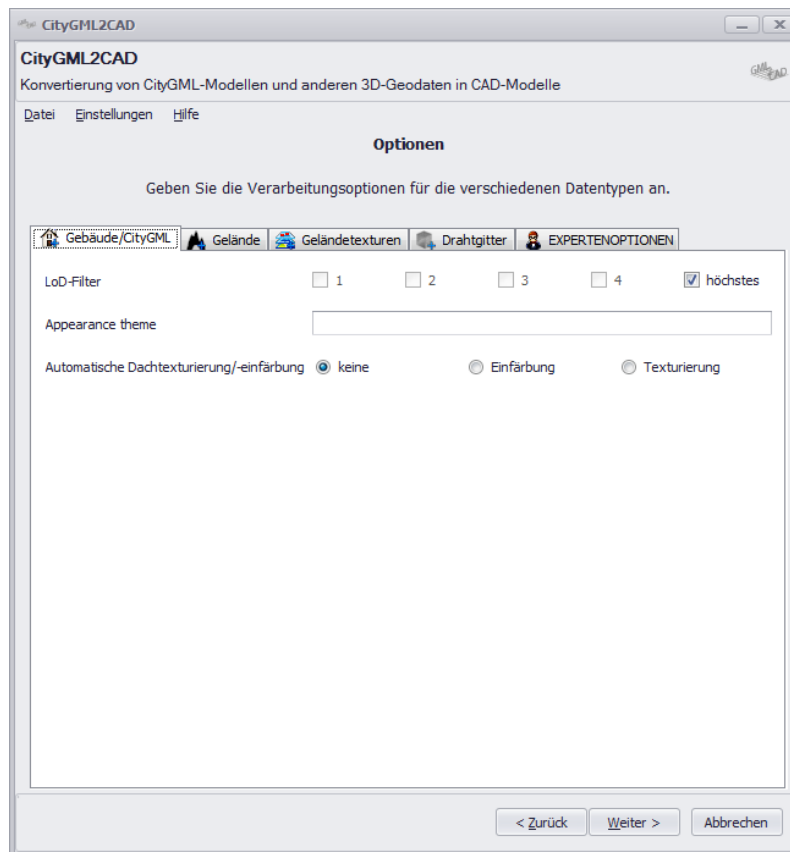 CityGML2CAD
CityGML2CAD
Konvertierung von CityGML-Modellen und anderen 3D-Geodaten in CAD-Modelle
GML2CAD
Datei Einstellungen Hilfe
Optionen
Geben Sie die Verarbeitungsoptionen für die verschiedenen Datentypen an.
Gebäude/CityGML Gelände Geländetexturen Drahtgitter EXPERTENOPTIONEN
LoD-Filter 1 2 3 4 höchstes
Appearance theme
Automatische Dachtexturierung/-einfärbung keine Einfärbung Texturierung
< Zurück Weiter > Abbrechen